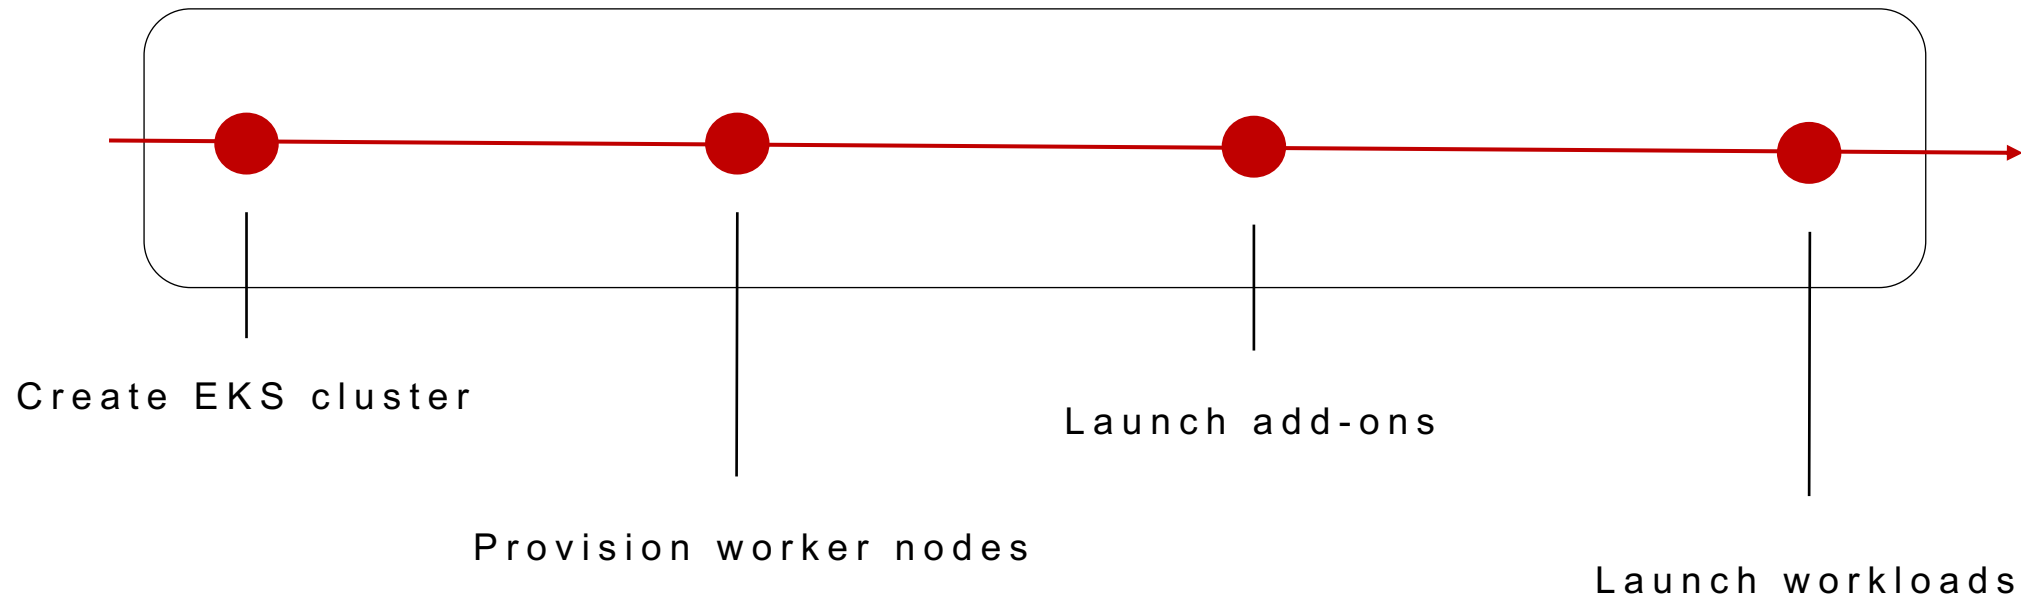 Create EKS cluster
Provision worker nodes
Launch add-ons
Launch workloads